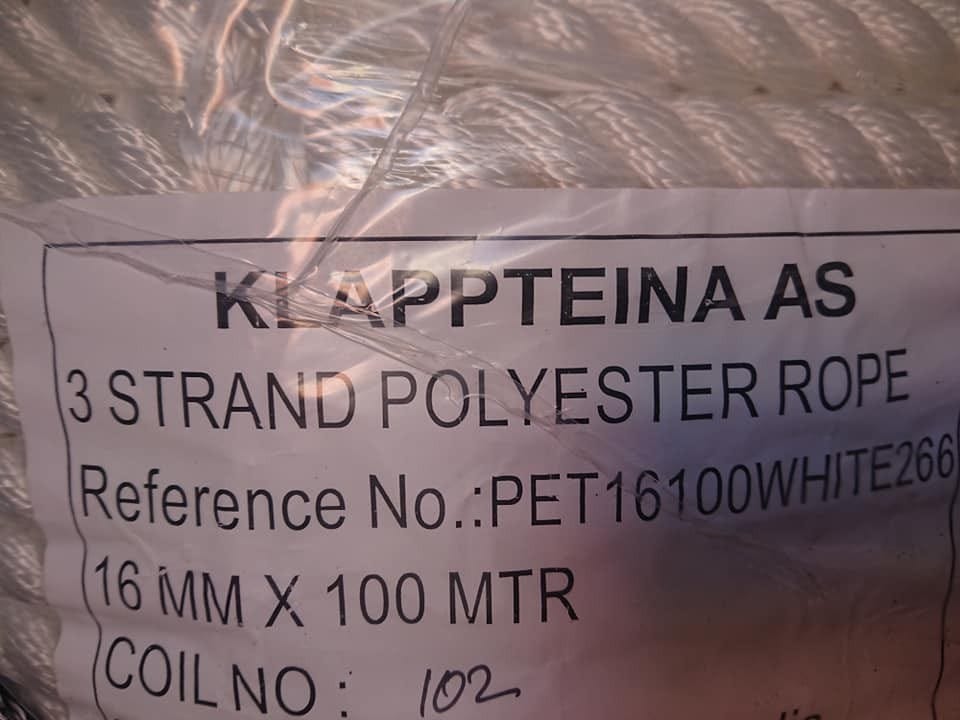 KLAPPTEINA AS
3 STRAND POLYESTER ROPE
Reference No.:PET16100WHITE266
16 MM X 100 MTR
COIL NO : 102